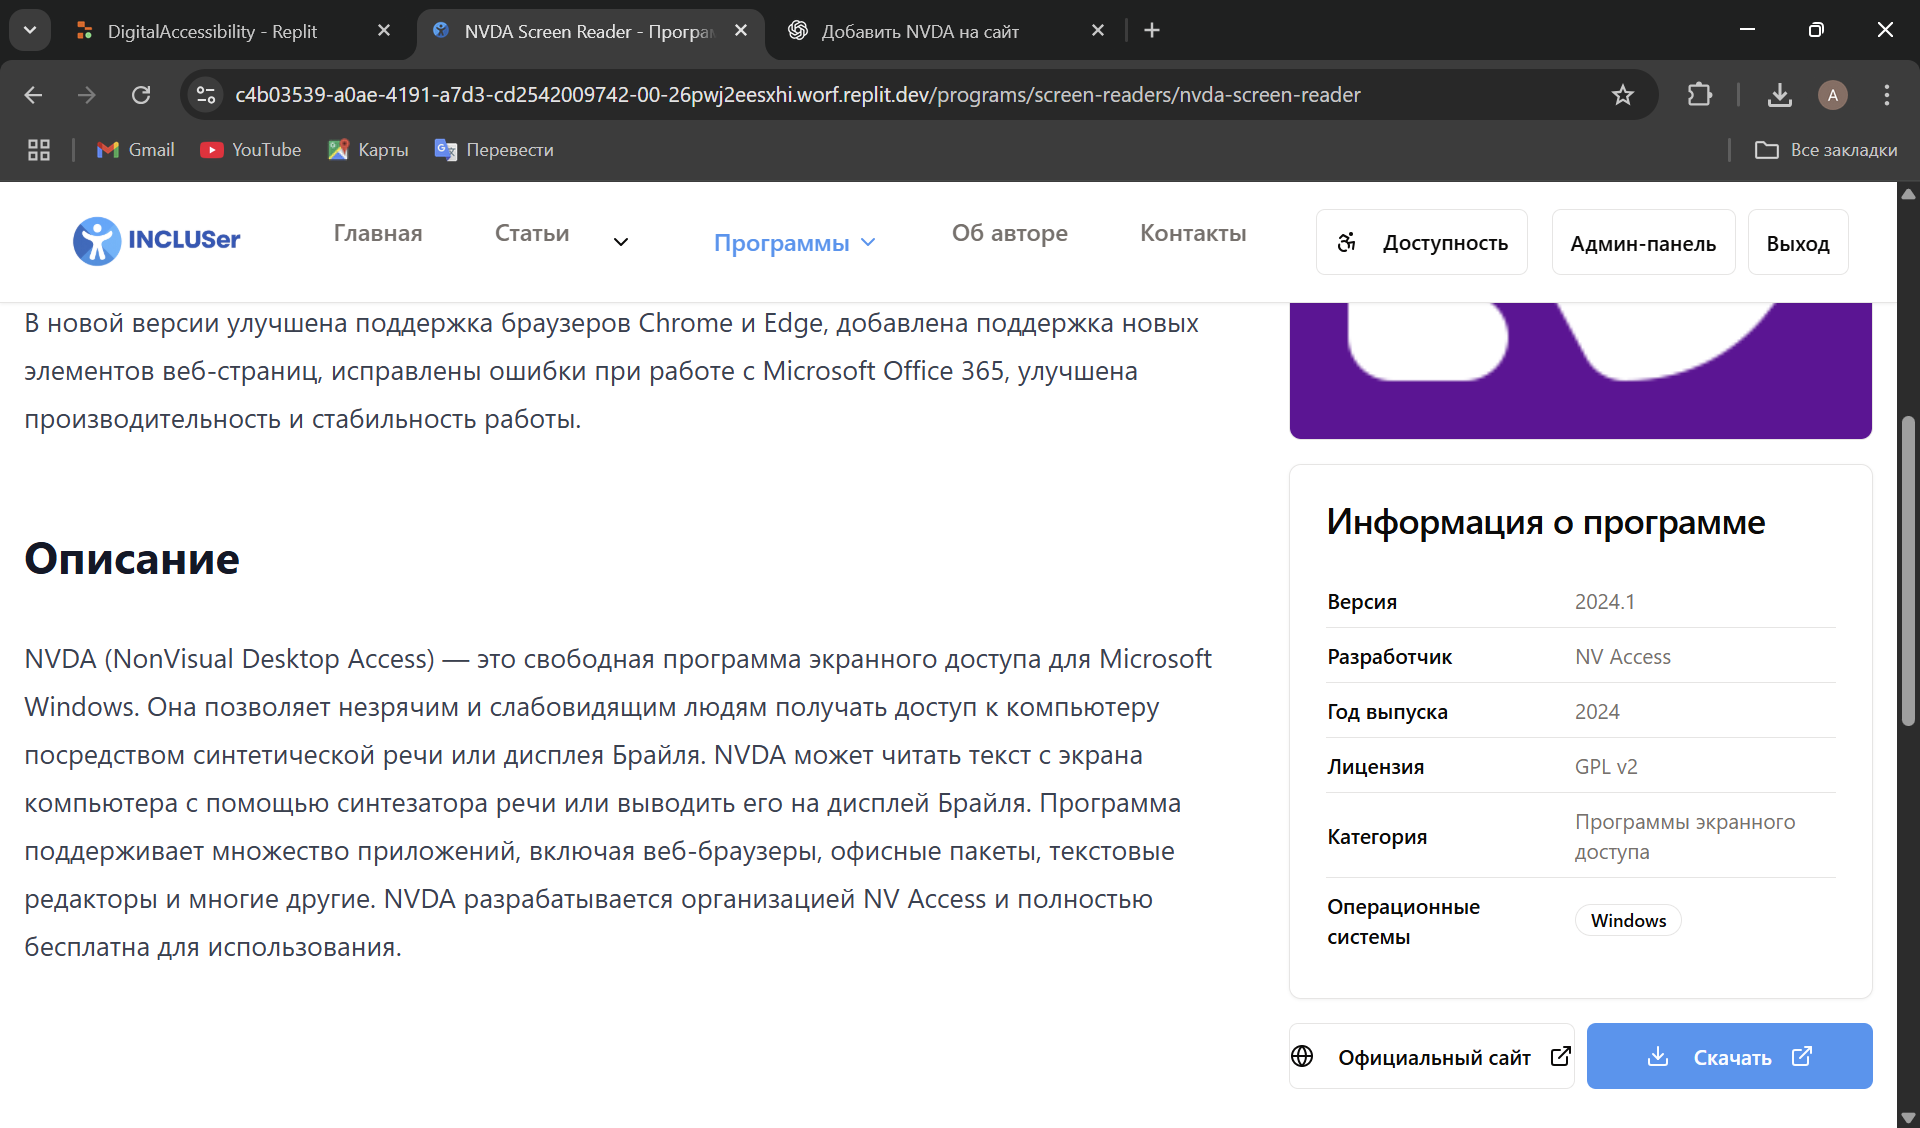 DigitalAccessibility - Replit
NVDA Screen Reader - Програм
Добавить NVDA на сайт
c4b03539-a0ae-4191-a7d3-cd2542009742-00-26pwj2eesxhi.worf.replit.dev/programs/screen-readers/nvda-screen-reader
A
Gmail
YouTube
Карты
Перевести
Все закладки
INCLUSer
Главная
Статьи
Программы
Об авторе
Контакты
Доступность
Админ-панель
Выход
В новой версии улучшена поддержка браузеров Chrome и Edge, добавлена поддержка новых
элементов веб-страниц, исправлены ошибки при работе с Microsoft Office 365, улучшена
производительность и стабильность работы.
Описание
NVDA (NonVisual Desktop Access) — это свободная программа экранного доступа для Microsoft
Windows. Она позволяет незрячим и слабовидящим людям получать доступ к компьютеру
посредством синтетической речи или дисплея Брайля. NVDA может читать текст с экрана
компьютера с помощью синтезатора речи или выводить его на дисплей Брайля. Программа
поддерживает множество приложений, включая веб-браузеры, офисные пакеты, текстовые
редакторы и многие другие. NVDA разрабатывается организацией NV Access и полностью
бесплатна для использования.
Информация о программе
Версия 2024.1
Разработчик NV Access
Год выпуска 2024
Лицензия GPL v2
Категория Программы экранного
доступа
Операционные
системы
Windows
Официальный сайт
Скачать